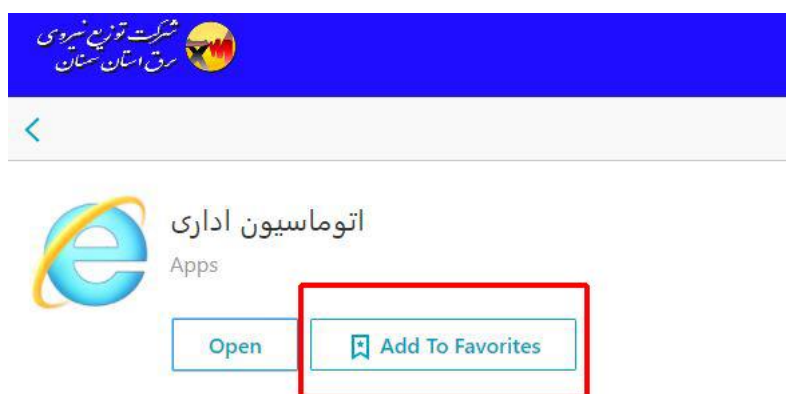 شرکت توزیع نیروی
برق استان سمنان
اتوماسیون اداری
Apps
Open
Add To Favorites